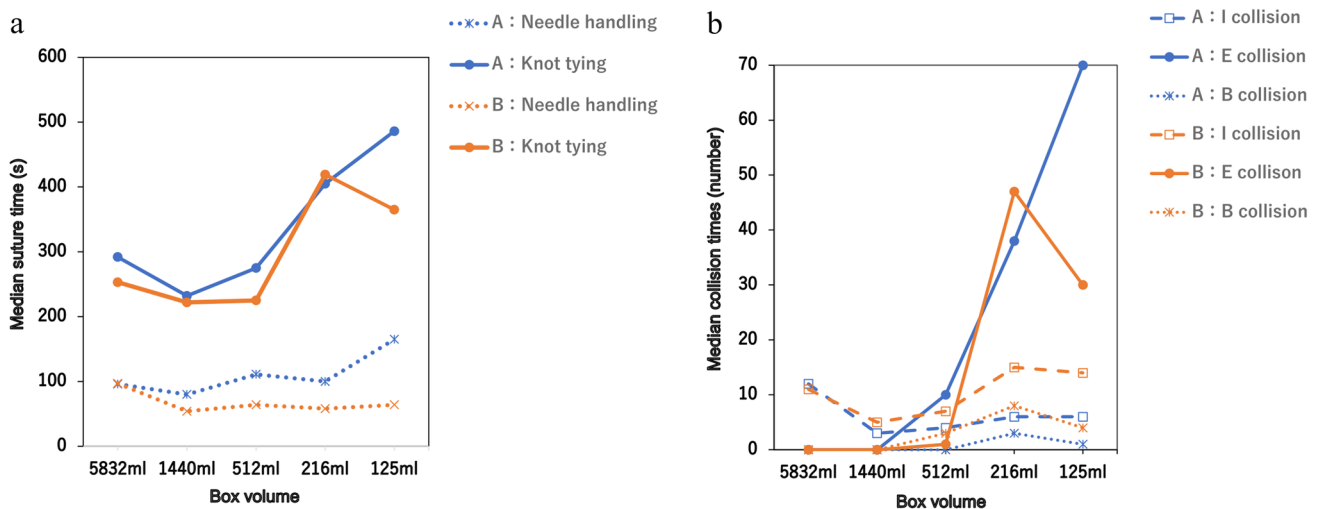 a
A：Needle handling
A：Knot tying
B：Needle handling
B：Knot tying
600
500
400
300
200
100
0
Median suture time (s)
5832ml 1440ml 512ml 216ml 125ml
Box volume
b
A：I collision
A：E collision
A：B collision
B：I collision
B：E collison
B：B collision
70
60
50
40
30
20
10
0
Median collision times (number)
5832ml 1440ml 512ml 216ml 125ml
Box volume